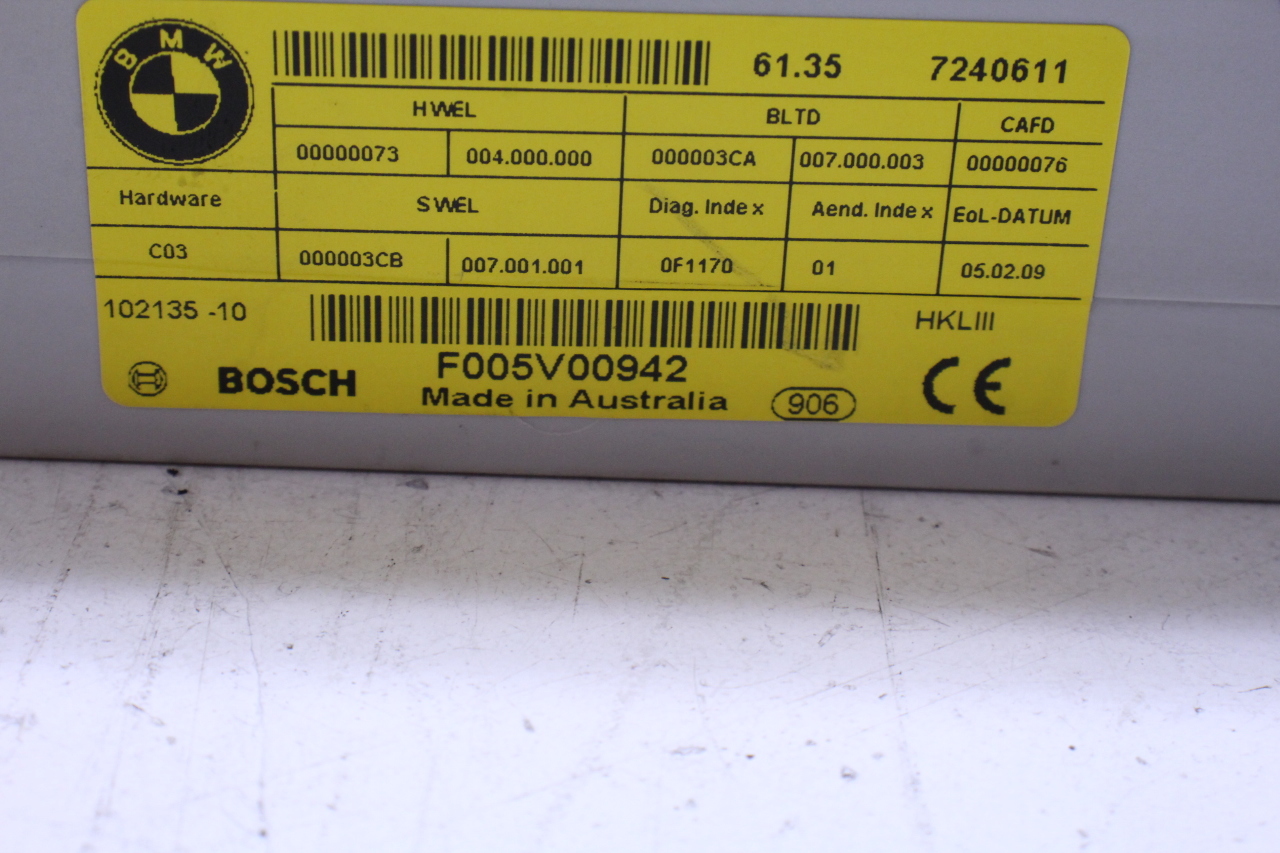 BMW
61.35 7240611
HWEL BLTD CAFD
00000073 004.000.000 000003CA 007.000.003 00000076
Hardware SWEL Diag. Index Aend. Index EoL-DATUM
C03 000003CB 007.001.001 0F1170 01 05.02.09
102135 -10 HKLIII
F005V00942
BOSCH Made in Australia 906 CE